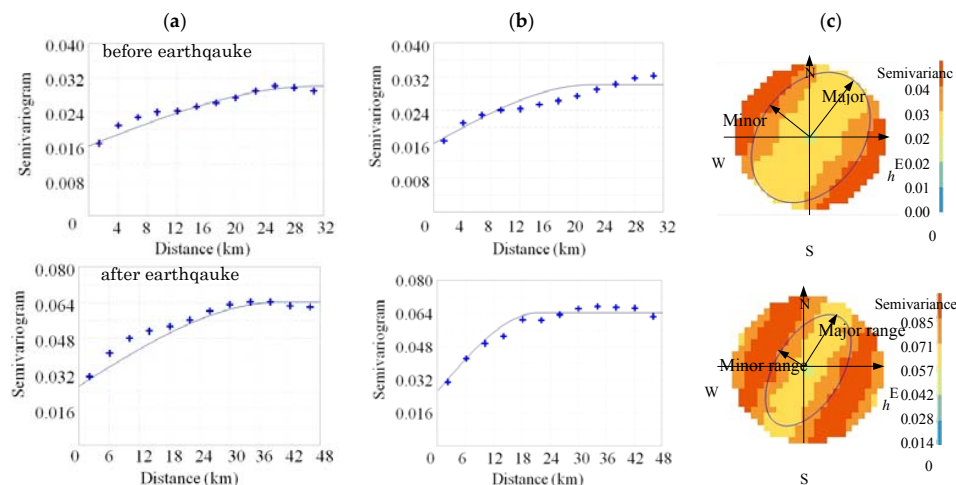 (a)
(b)
(c)
before earthqauke
Semivariogram
0.040
0.032
0.024
0.016
0.008
0
4 8 12 16 20 24 28 32
Distance (km)
Semivariogram
0.040
0.032
0.024
0.016
0.008
0
4 8 12 16 20 24 28 32
Distance (km)
N
Major
Minor
W
E
h
S
Semivarianc
0.04
0.03
0.02
0.02
0.01
0.00
0
after earthqauke
Semivariogram
0.080
0.064
0.048
0.032
0.016
0 6 12 18 24 30 36 42 48
Distance (km)
Semivariogram
0.080
0.064
0.048
0.032
0.016
0 6 12 18 24 30 36 42 48
Distance (km)
N
Major range
Minor range
W
E
h
S
Semivariance
0.085
0.071
0.057
0.042
0.028
0.014
0